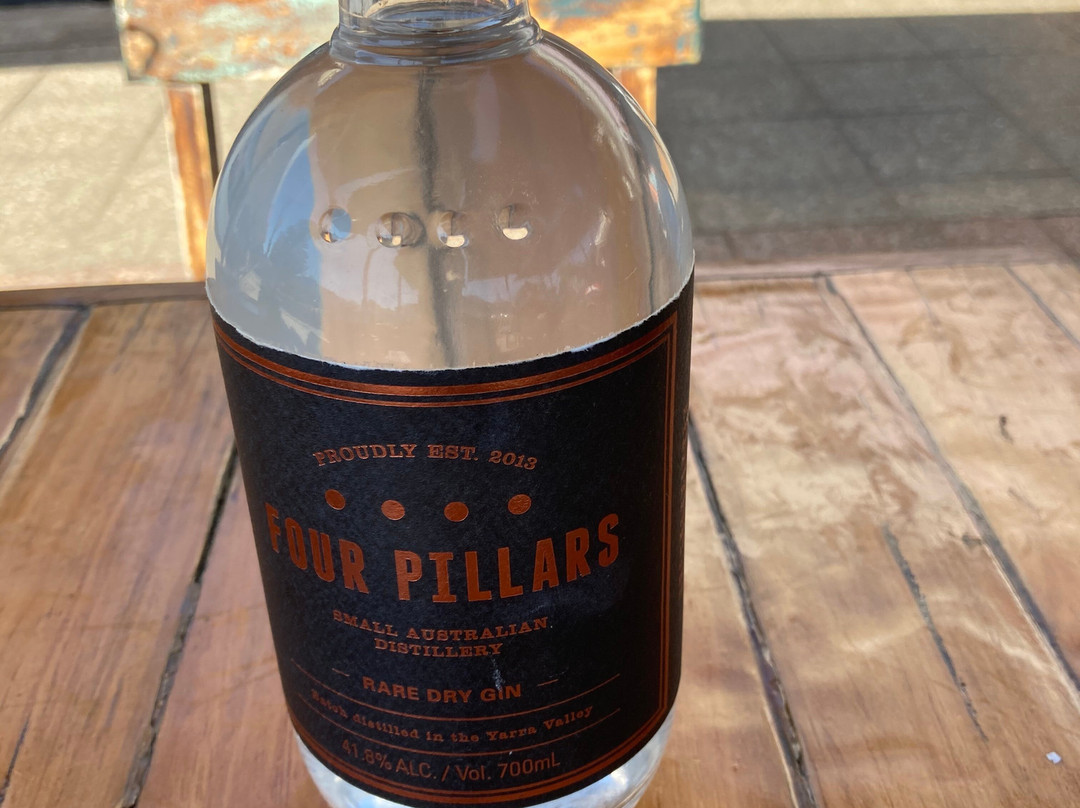 PROUDLY EST. 2013
FOUR PILLARS
SMALL AUSTRALIAN
DISTILLERY
RARE DRY GIN
Batch distilled in the Yarra Valley
41.8% ALC. / Vol. 700mL